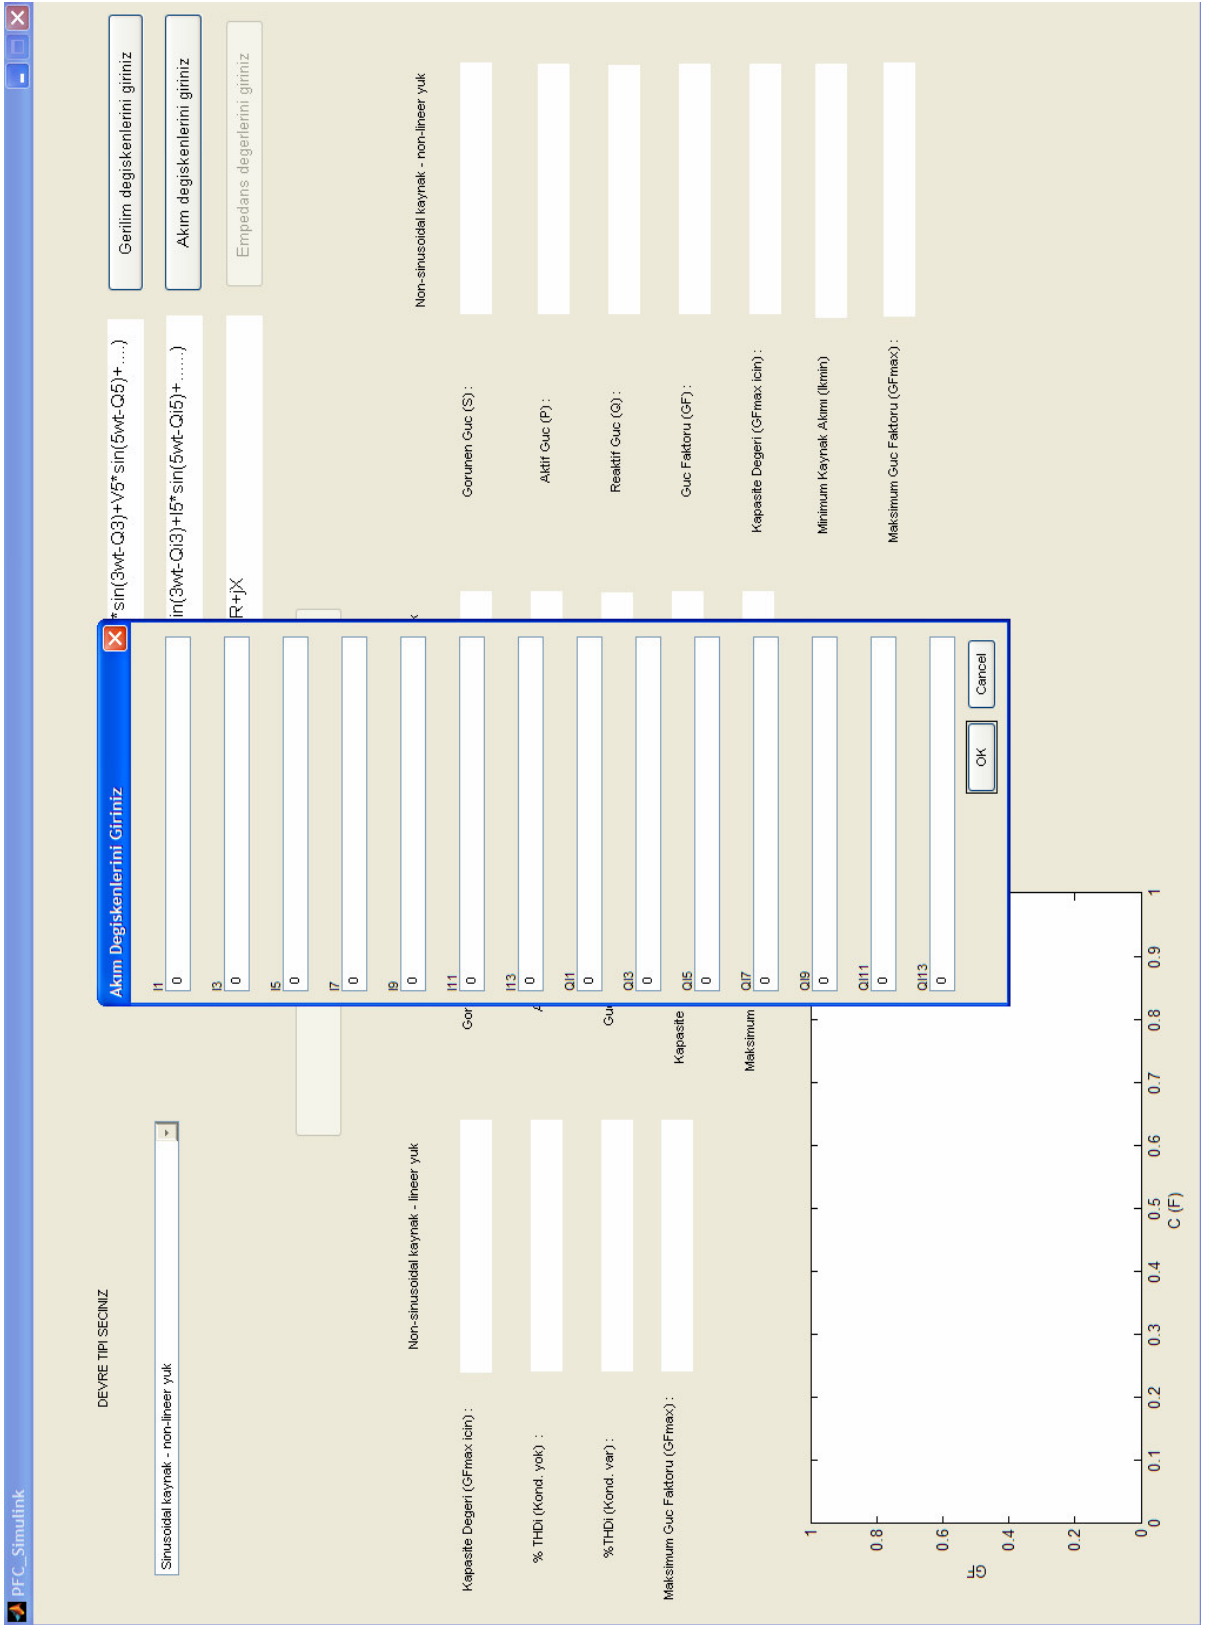 PFC_Simulink
DEVRE TIPI SECINIZ
Sinusoidal kaynak - non-lineer yuk
*sin(3wt-Q3)+V5*sin(5wt-Q5)+....)
Gerilim degiskenlerini giriniz
in(3wt-Qi3)+I5*sin(5wt-Qi5)+......)
Akım degiskenlerini giriniz
R+jX
Empedans degerlerini giriniz
Akım Degiskenlerini Giriniz
I1
0
I3
0
I5
0
I7
0
I9
0
I11
0
I13
0
QI1
0
QI3
0
QI5
0
QI7
0
QI9
0
QI11
0
QI13
0
OK
Cancel
Non-sinusoidal kaynak - lineer yuk
Kapasite Degeri (GFmax icin) :
% THDi (Kond. yok) :
%THDi (Kond. var) :
Maksimum Guc Faktoru (GFmax) :
Gor
A
Gu
Kapasite
Maksimum
Non-sinusoidal kaynak - non-lineer yuk
Gorunen Guc (S) :
Aktif Guc (P) :
Reaktif Guc (Q) :
Guc Faktoru (GF) :
Kapasite Degeri (GFmax icin) :
Minimum Kaynak Akımı (Ikmin)
Maksimum Guc Faktoru (GFmax) :
1
0.8
0.6
0.4
0.2
0
GF
0
0.1
0.2
0.3
0.4
0.5
0.6
0.7
0.8
0.9
1
C (F)